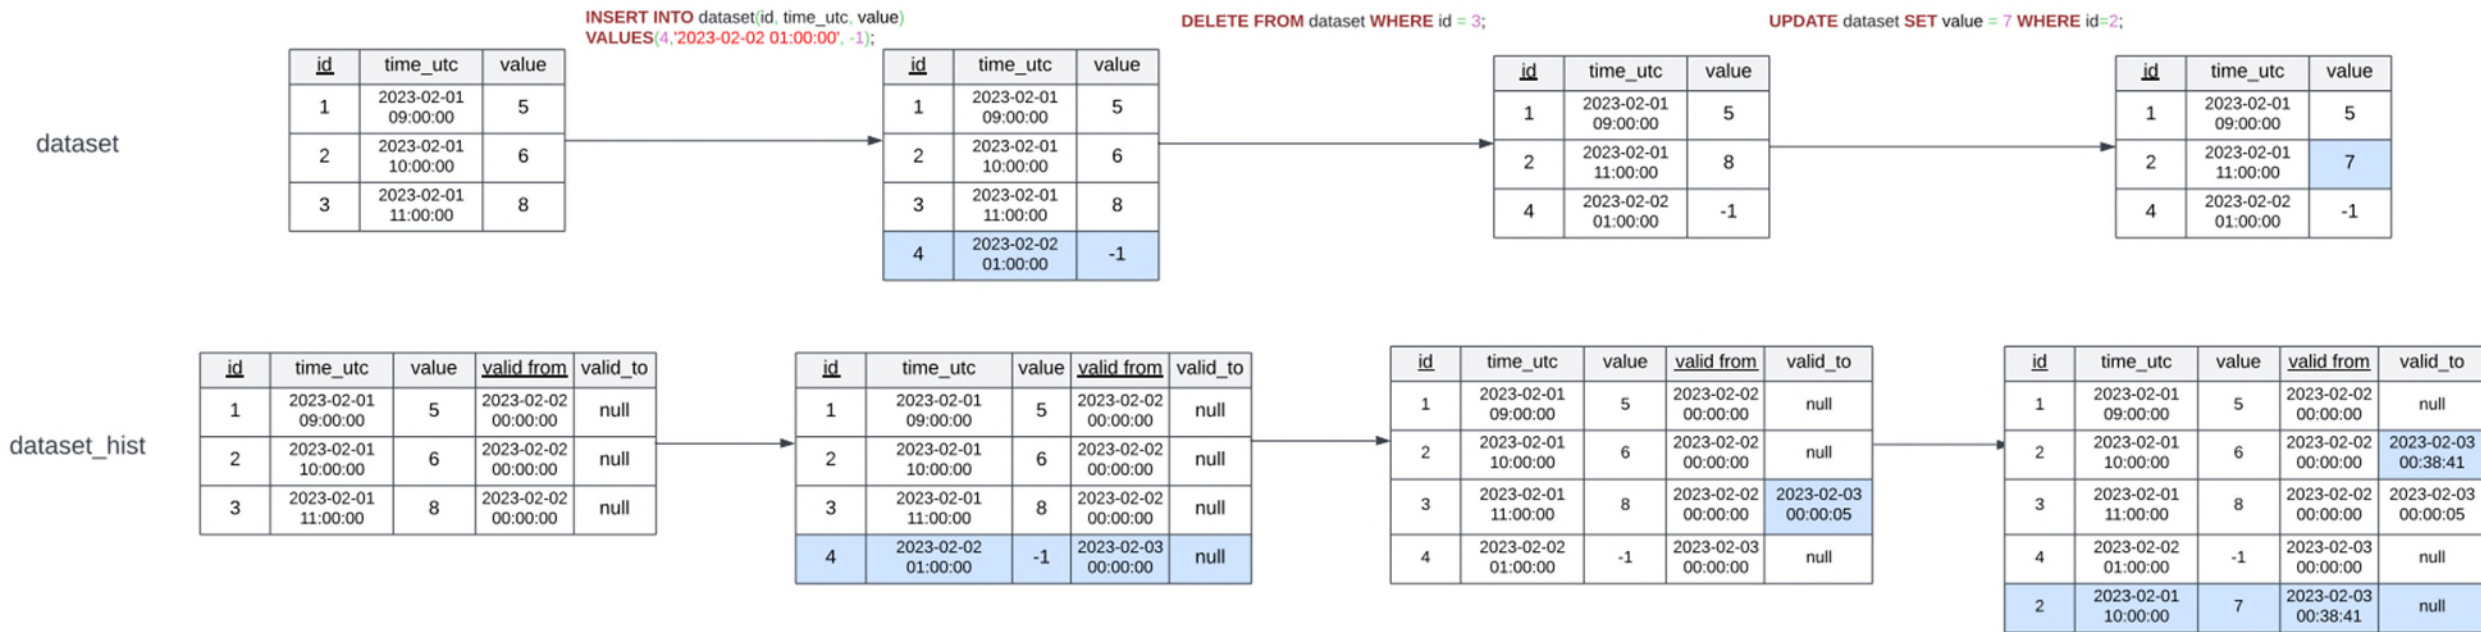 INSERT INTO dataset(id, time_utc, value)
VALUES(4,'2023-02-02 01:00:00', -1);
DELETE FROM dataset WHERE id = 3;
UPDATE dataset SET value = 7 WHERE id=2;
dataset
id time_utc value
1 2023-02-01 09:00:00 5
2 2023-02-01 10:00:00 6
3 2023-02-01 11:00:00 8
id time_utc value
1 2023-02-01 09:00:00 5
2 2023-02-01 10:00:00 6
3 2023-02-01 11:00:00 8
4 2023-02-02 01:00:00 -1
id time_utc value
1 2023-02-01 09:00:00 5
2 2023-02-01 11:00:00 8
4 2023-02-02 01:00:00 -1
id time_utc value
1 2023-02-01 09:00:00 5
2 2023-02-01 11:00:00 7
4 2023-02-02 01:00:00 -1
dataset_hist
id time_utc value valid from valid_to
1 2023-02-01 09:00:00 5 2023-02-02 00:00:00 null
2 2023-02-01 10:00:00 6 2023-02-02 00:00:00 null
3 2023-02-01 11:00:00 8 2023-02-02 00:00:00 null
id time_utc value valid from valid_to
1 2023-02-01 09:00:00 5 2023-02-02 00:00:00 null
2 2023-02-01 10:00:00 6 2023-02-02 00:00:00 null
3 2023-02-01 11:00:00 8 2023-02-02 00:00:00 null
4 2023-02-02 01:00:00 -1 2023-02-03 00:00:00 null
id time_utc value valid from valid_to
1 2023-02-01 09:00:00 5 2023-02-02 00:00:00 null
2 2023-02-01 10:00:00 6 2023-02-02 00:00:00 null
3 2023-02-01 11:00:00 8 2023-02-02 00:00:00 2023-02-03 00:00:05
4 2023-02-02 01:00:00 -1 2023-02-03 00:00:00 null
id time_utc value valid from valid_to
1 2023-02-01 09:00:00 5 2023-02-02 00:00:00 null
2 2023-02-01 10:00:00 6 2023-02-02 00:00:00 2023-02-03 00:38:41
3 2023-02-01 11:00:00 8 2023-02-02 00:00:00 2023-02-03 00:00:05
4 2023-02-02 01:00:00 -1 2023-02-03 00:00:00 null
2 2023-02-01 10:00:00 7 2023-02-03 00:38:41 null